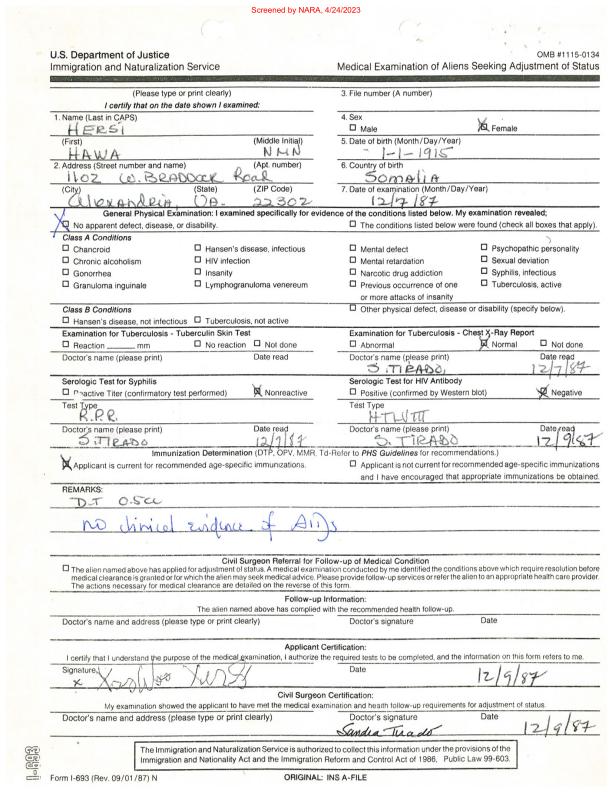 Screened by NARA, 4/24/2023
U.S. Department of Justice
Immigration and Naturalization Service
OMB #1115-0134
Medical Examination of Aliens Seeking Adjustment of Status
(Please type or print clearly)
I certify that on the date shown I examined:
3. File number (A number)
1. Name (Last in CAPS)
HERSI
4. Sex
Male
Female
(First) (Middle Initial)
HAWA NMN
5. Date of birth (Month/Day/Year)
1-1-1915
2. Address (Street number and name) (Apt. number)
1102 W. BRADDOCK Road
6. Country of birth
SOMALIA
(City) (State) (ZIP Code)
Alexandria, VA. 22302
7. Date of examination (Month/Day/Year)
12/7/87
General Physical Examination: I examined specifically for evidence of the conditions listed below. My examination revealed;
No apparent defect, disease, or disability.
The conditions listed below were found (check all boxes that apply).
Class A Conditions
Chancroid Hansen's disease, infectious Mental defect Psychopathic personality
Chronic alcoholism HIV infection Mental retardation Sexual deviation
Gonorrhea Insanity Narcotic drug addiction Syphilis, infectious
Granuloma inguinale Lymphogranuloma venereum Previous occurrence of one or more attacks of insanity Tuberculosis, active
Class B Conditions
Other physical defect, disease or disability (specify below).
Hansen's disease, not infectious Tuberculosis, not active
Examination for Tuberculosis - Tuberculin Skin Test
Reaction mm No reaction Not done
Doctor's name (please print) Date read
Examination for Tuberculosis - Chest X-Ray Report
Abnormal Normal Not done
Doctor's name (please print) Date read
S. TIRADO, 12/7/87
Serologic Test for Syphilis
Reactive Titer (confirmatory test performed) Nonreactive
Test Type
R.P.R.
Doctor's name (please print) Date read
S. TIRADO 12/9/87
Serologic Test for HIV Antibody
Positive (confirmed by Western blot) Negative
Test Type
HTLVIII
Doctor's name (please print) Date read
S. TIRADO 12/9/87
Immunization Determination (DTP, OPV, MMR, Td-Refer to PHS Guidelines for recommendations.)
Applicant is current for recommended age-specific immunizations.
Applicant is not current for recommended age-specific immunizations
and I have encouraged that appropriate immunizations be obtained.
REMARKS:
D.T 0.5cc
no clinical evidence of AIDS
Civil Surgeon Referral for Follow-up of Medical Condition
The alien named above has applied for adjustment of status. A medical examination conducted by me identified the conditions above which require resolution before
medical clearance is granted or for which the alien may seek medical advice. Please provide follow-up services or refer the alien to an appropriate health care provider.
The actions necessary for medical clearance are detailed on the reverse of this form.
Follow-up Information:
The alien named above has complied with the recommended health follow-up.
Doctor's name and address (please type or print clearly) Doctor's signature Date
Applicant Certification:
I certify that I understand the purpose of the medical examination, I authorize the required tests to be completed, and the information on this form refers to me.
Signature Date
x 12/9/87
Civil Surgeon Certification:
My examination showed the applicant to have met the medical examination and health follow-up requirements for adjustment of status.
Doctor's name and address (please type or print clearly) Doctor's signature Date
Sandra Tirado 12/9/87
The Immigration and Naturalization Service is authorized to collect this information under the provisions of the
Immigration and Nationality Act and the Immigration Reform and Control Act of 1986, Public Law 99-603.
I-693
Form I-693 (Rev. 09/01/87) N
ORIGINAL: INS A-FILE